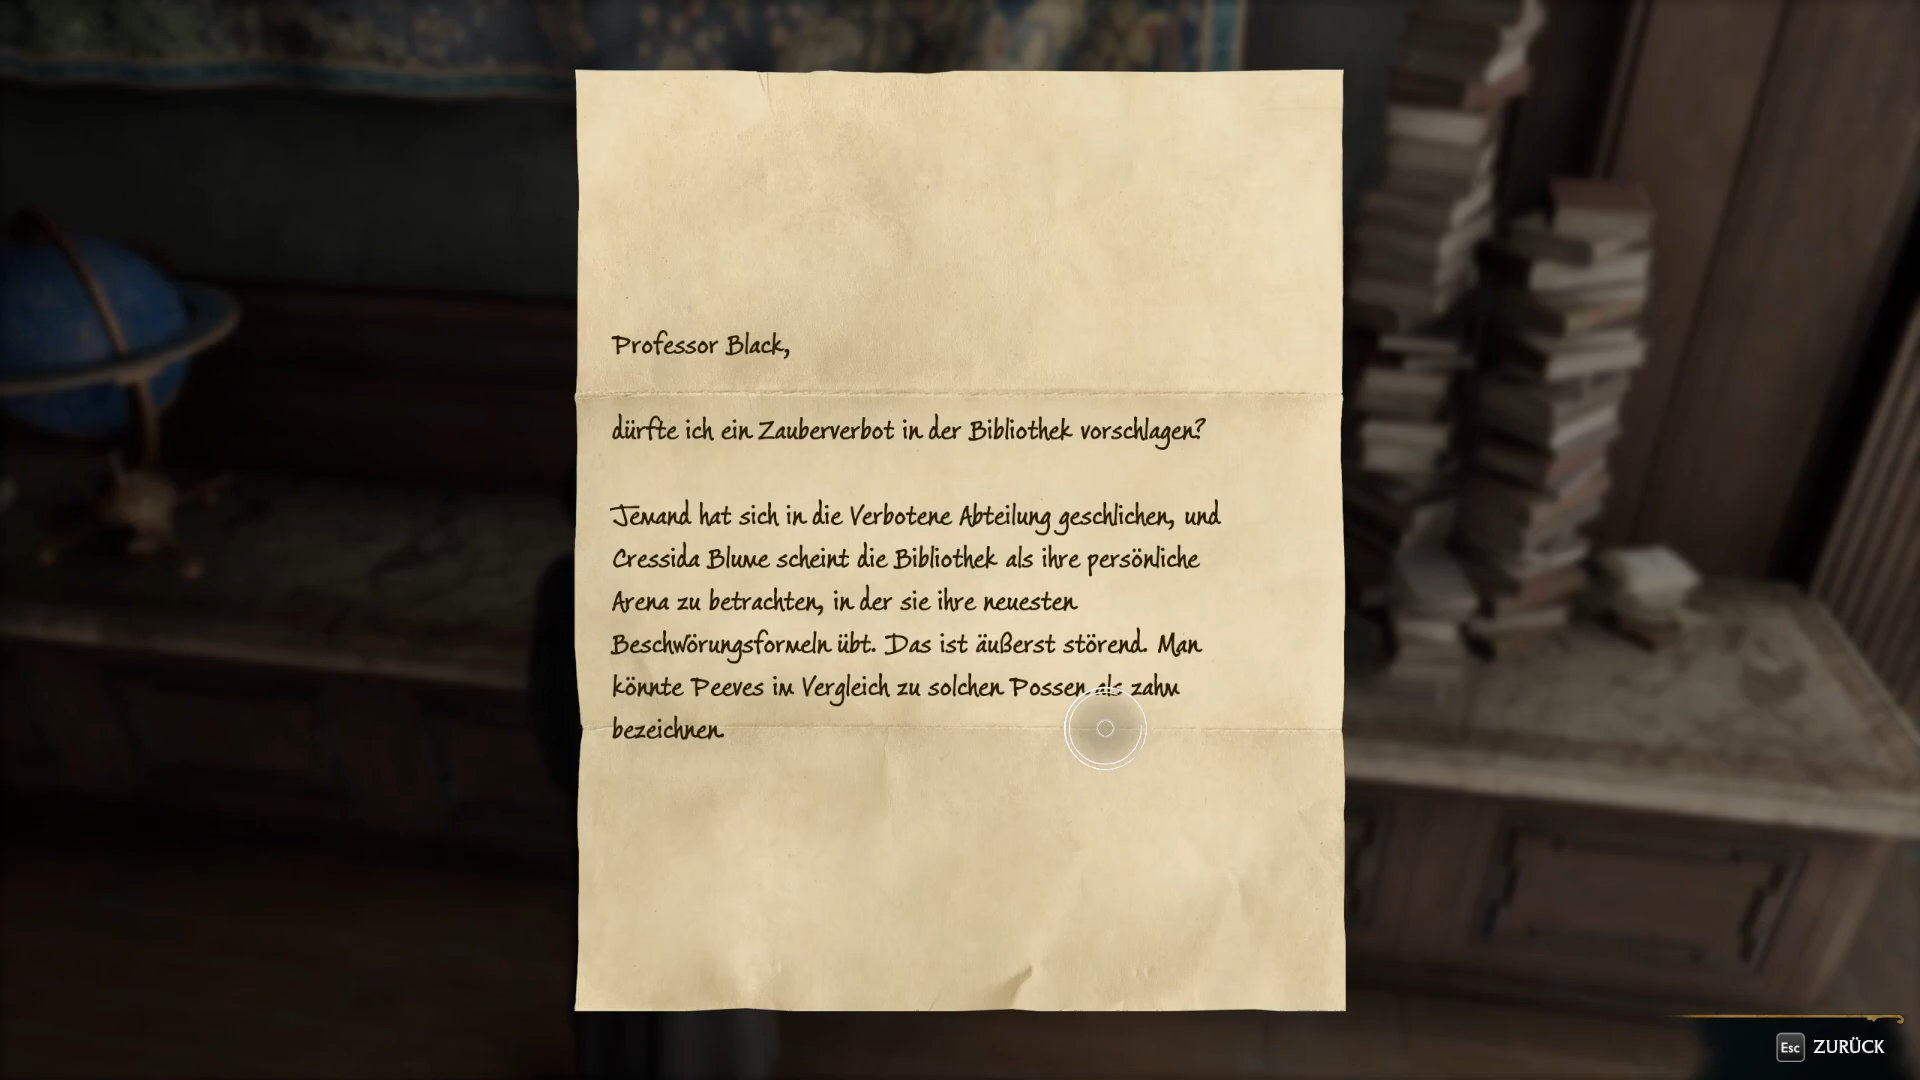 Professor Black,
dürfte ich ein Zauberverbot in der Bibliothek vorschlagen?
Jemand hat sich in die Verbotene Abteilung geschlichen, und
Cressida Blume scheint die Bibliothek als ihre persönliche
Arena zu betrachten, in der sie ihre neuesten
Beschwörungsformeln übt. Das ist äußerst störend. Man
könnte Peeves im Vergleich zu solchen Possen als zahm
bezeichnen.
Esc ZURÜCK